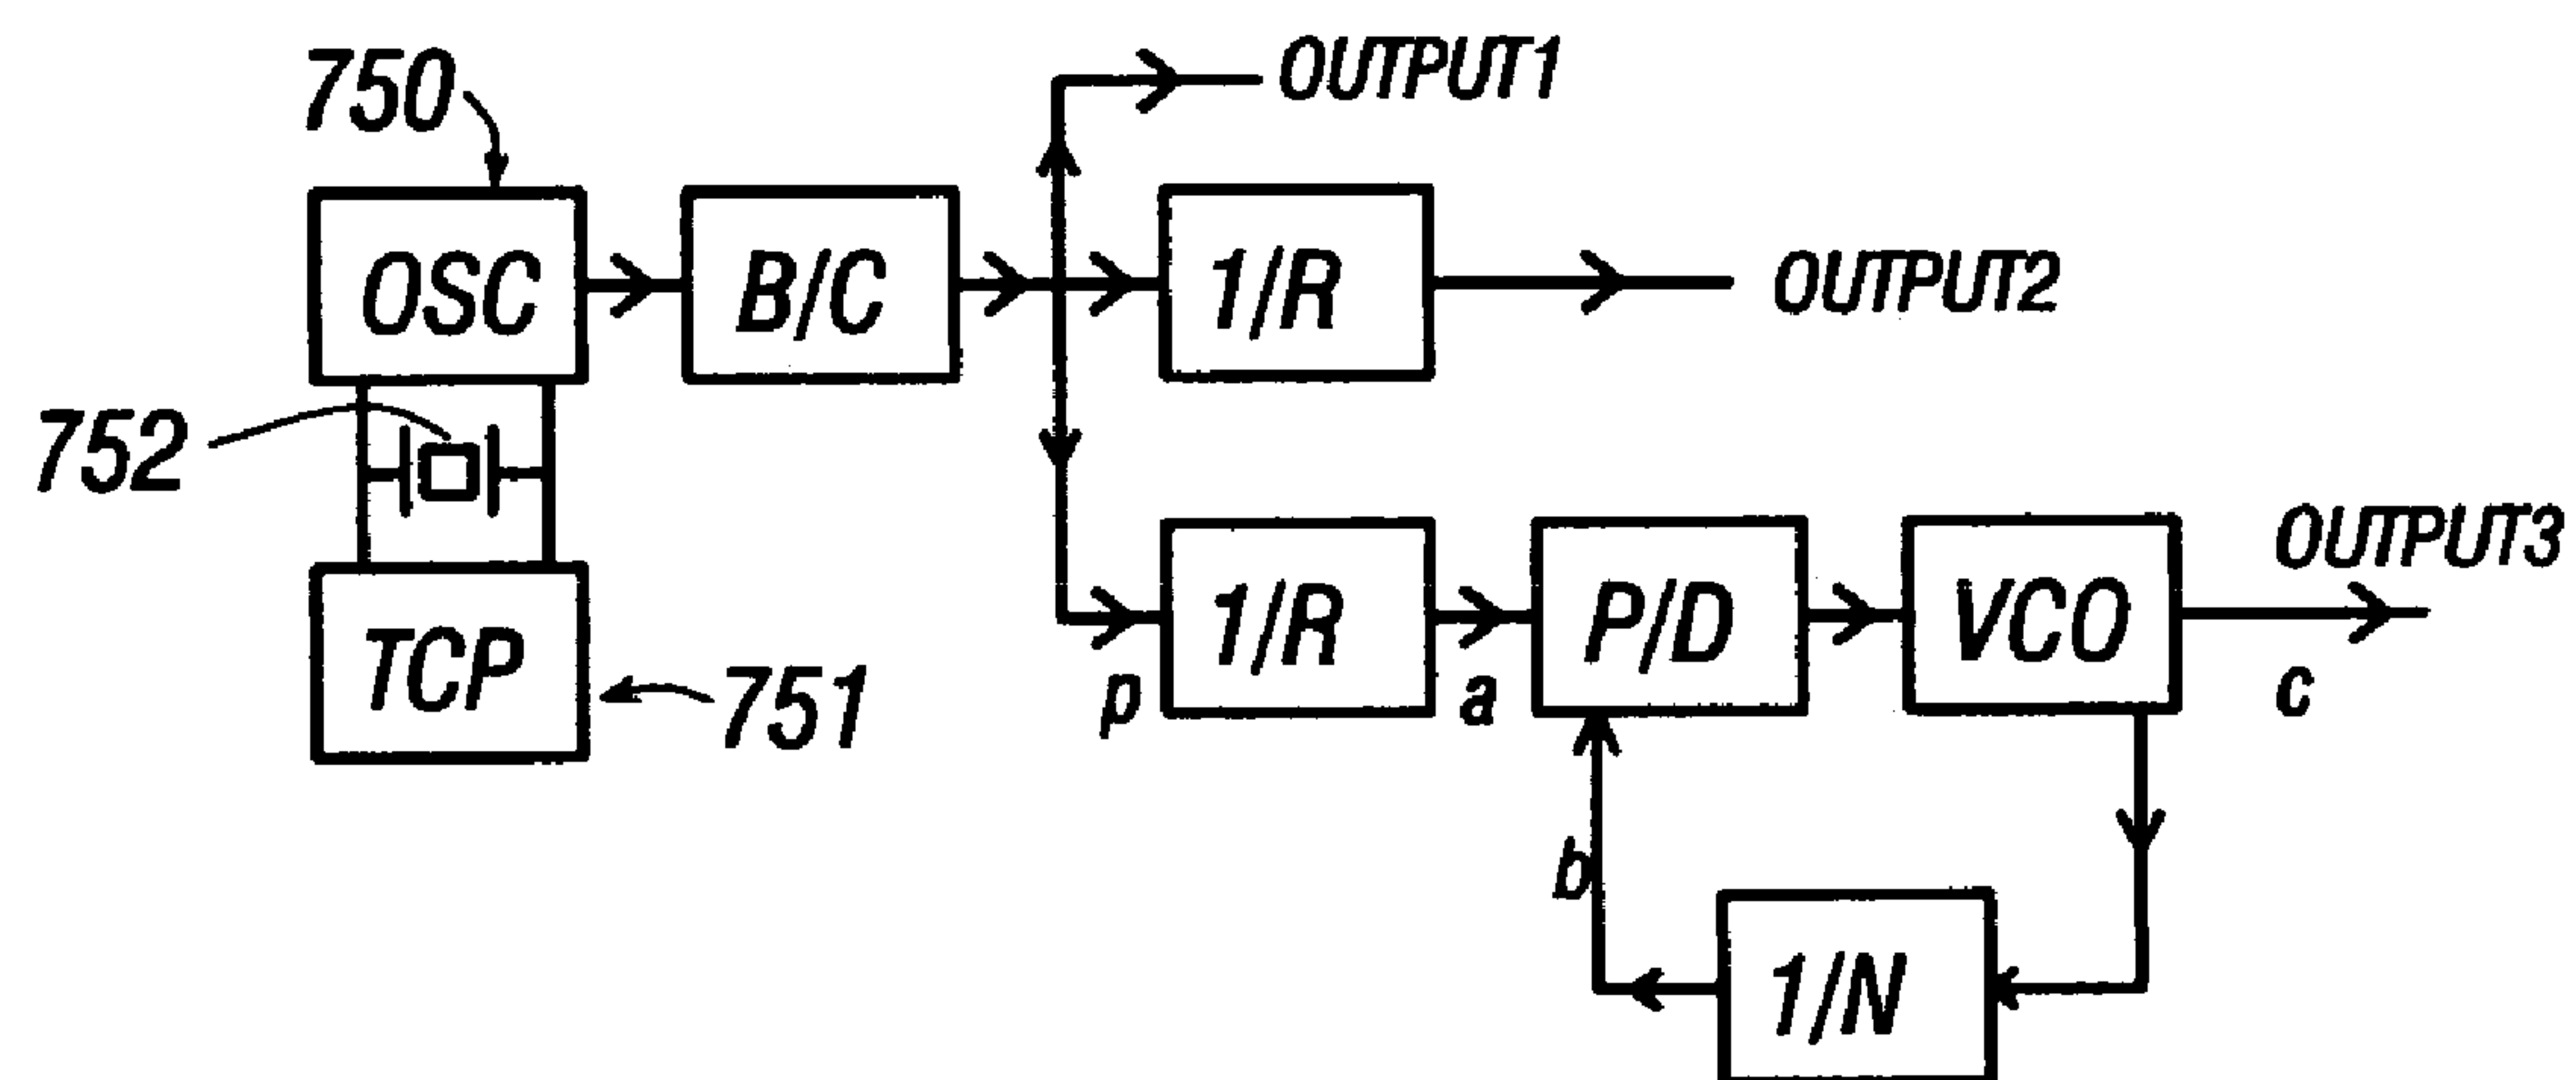 750
OUTPUT1
OSC
B/C
1/R
OUTPUT2
752
TCP
751
1/R
P/D
VCO
OUTPUT3
p
a
c
b
1/N